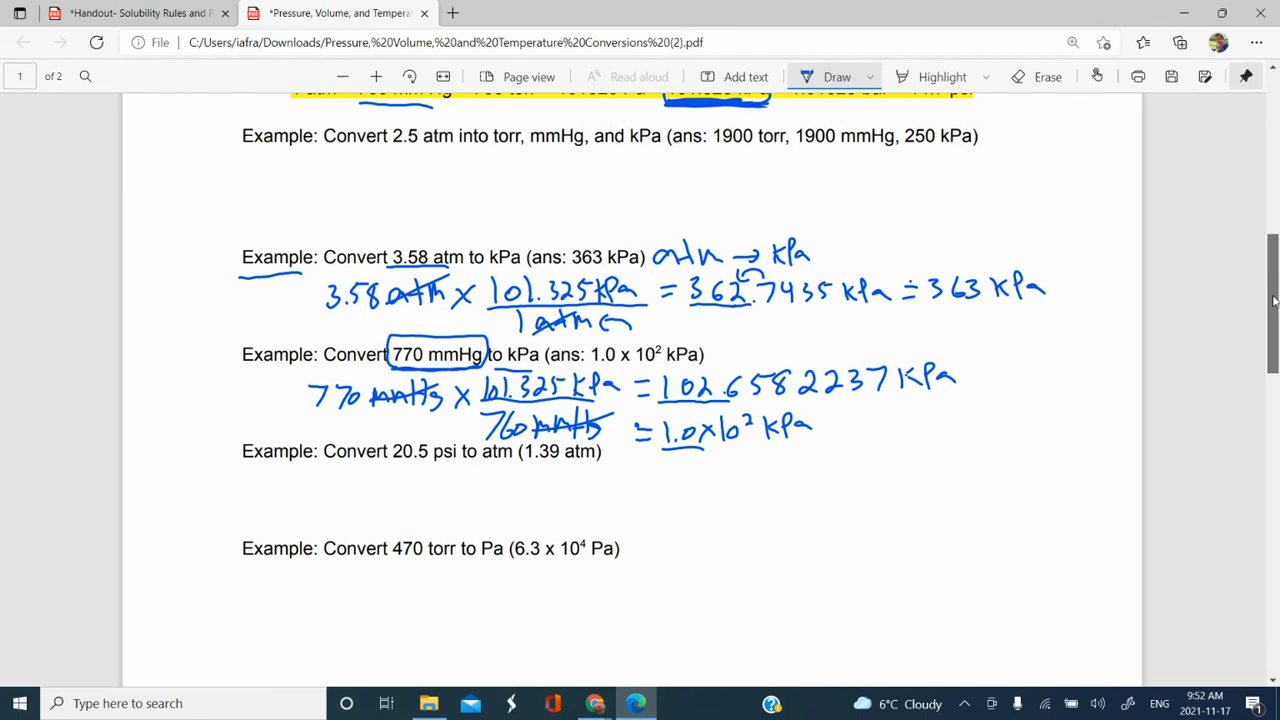 *Handout- Solubility Rules and P
*Pressure, Volume, and Tempera
File C:/Users/iafra/Downloads/Pressure,%20Volume,%20and%20Temperature%20Conversions%20(2).pdf
1 of 2 Page view Read aloud Add text Draw Highlight Erase
Example: Convert 2.5 atm into torr, mmHg, and kPa (ans: 1900 torr, 1900 mmHg, 250 kPa)
Example: Convert 3.58 atm to kPa (ans: 363 kPa) atm → kPa
3.58 atm x 101.325 kPa = 362.7435 kPa ≐ 363 kPa
1 atm
Example: Convert 770 mmHg to kPa (ans: 1.0 x 10² kPa)
770 mmHg x 101.325 kPa = 102.6582237 kPa
760 mmHg ≐ 1.0 x 10² kPa
Example: Convert 20.5 psi to atm (1.39 atm)
Example: Convert 470 torr to Pa (6.3 x 10⁴ Pa)
Type here to search
6°C Cloudy ENG 9:52 AM
2021-11-17